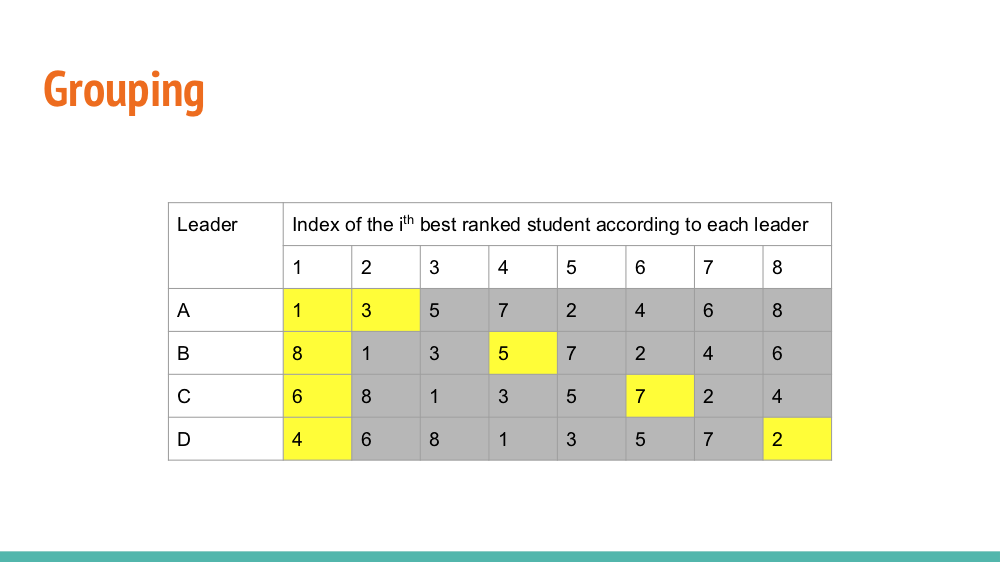 Grouping
Leader Index of the iᵗʰ best ranked student according to each leader
1 2 3 4 5 6 7 8
A 1 3 5 7 2 4 6 8
B 8 1 3 5 7 2 4 6
C 6 8 1 3 5 7 2 4
D 4 6 8 1 3 5 7 2